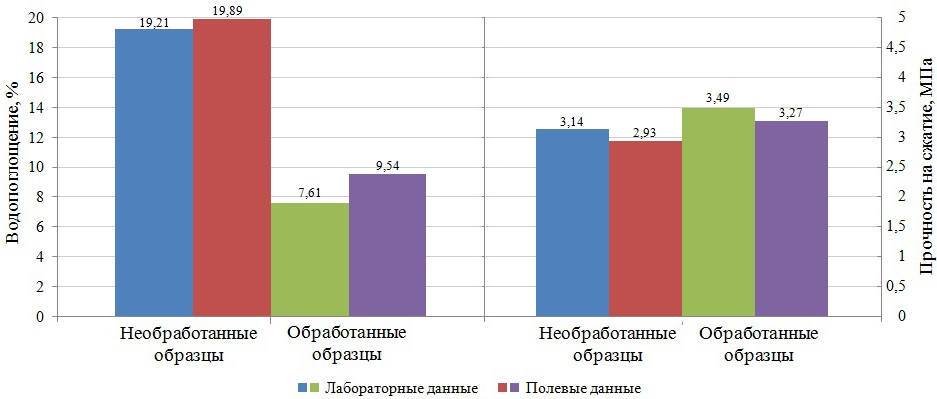 Водопоглощение, %
20
18
16
14
12
10
8
6
4
2
0
19,21
19,89
7,61
9,54
3,14
2,93
3,49
3,27
5
4,5
4
3,5
3
2,5
2
1,5
1
0,5
0
Прочность на сжатие, МПа
Необработанные
образцы
Обработанные
образцы
Необработанные
образцы
Обработанные
образцы
Лабораторные данные
Полевые данные